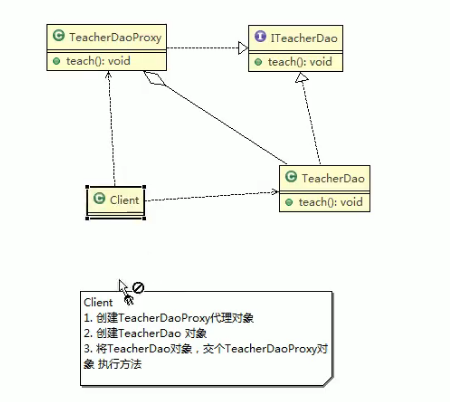 TeacherDaoProxy
teach(): void
ITeacherDao
teach(): void
Client
TeacherDao
teach(): void
Client
1. 创建TeacherDaoProxy代理对象
2. 创建TeacherDao 对象
3. 将TeacherDao对象，交个TeacherDaoProxy对
象 执行方法